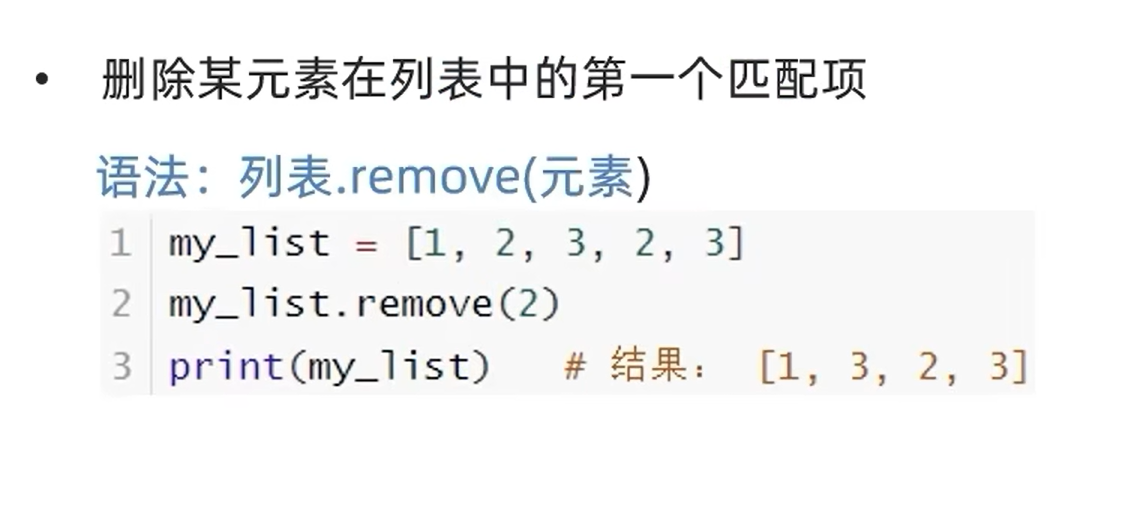 • 删除某元素在列表中的第一个匹配项
语法：列表.remove(元素)
1 my_list = [1, 2, 3, 2, 3]
2 my_list.remove(2)
3 print(my_list)   # 结果： [1, 3, 2, 3]